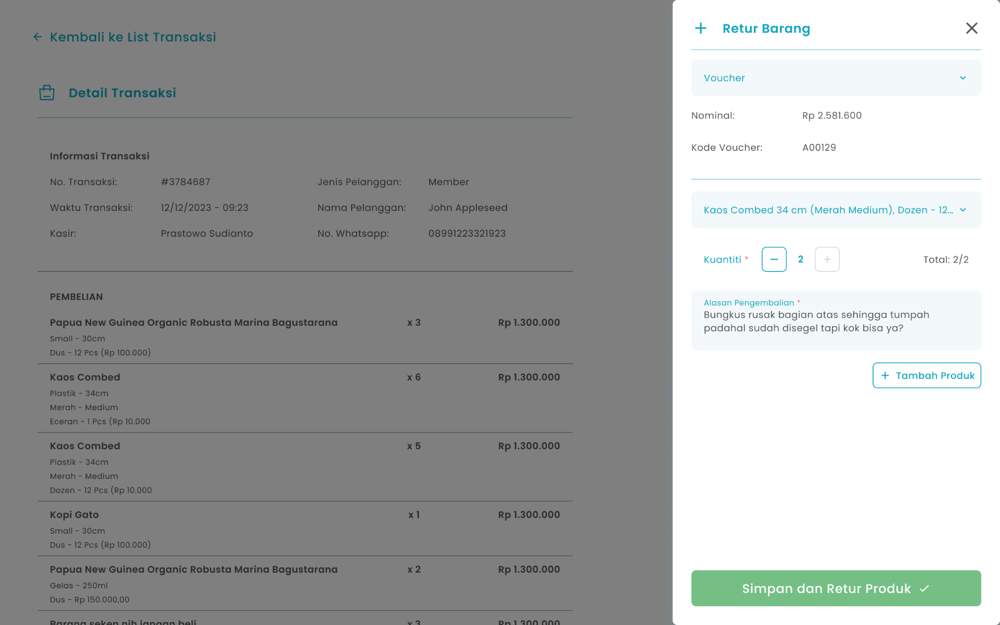 Kembali ke List Transaksi
Detail Transaksi
Informasi Transaksi
No. Transaksi: #3784687 Jenis Pelanggan: Member
Waktu Transaksi: 12/12/2023 - 09:23 Nama Pelanggan: John Appleseed
Kasir: Prastowo Sudianto No. Whatsapp: 08991223321923
PEMBELIAN
Papua New Guinea Organic Robusta Marina Bagustarana x 3 Rp 1.300.000
Small - 30cm
Dus - 12 Pcs (Rp 100.000)
Kaos Combed x 6 Rp 1.300.000
Plastik - 34cm
Merah - Medium
Eceran - 1 Pcs (Rp 10.000
Kaos Combed x 5 Rp 1.300.000
Plastik - 34cm
Merah - Medium
Dozen - 12 Pcs (Rp 10.000
Kopi Gato x 1 Rp 1.300.000
Small - 30cm
Dus - 12 Pcs (Rp 100.000)
Papua New Guinea Organic Robusta Marina Bagustarana x 2 Rp 1.300.000
Gelas - 250ml
Dus - Rp 150.000,00
Barang seken nih jangan beli x 3 Rp 1.300.000
Retur Barang
Voucher
Nominal: Rp 2.581.600
Kode Voucher: A00129
Kaos Combed 34 cm (Merah Medium), Dozen - 12...
Kuantiti * 2 Total: 2/2
Alasan Pengembalian *
Bungkus rusak bagian atas sehingga tumpah
padahal sudah disegel tapi kok bisa ya?
+ Tambah Produk
Simpan dan Retur Produk